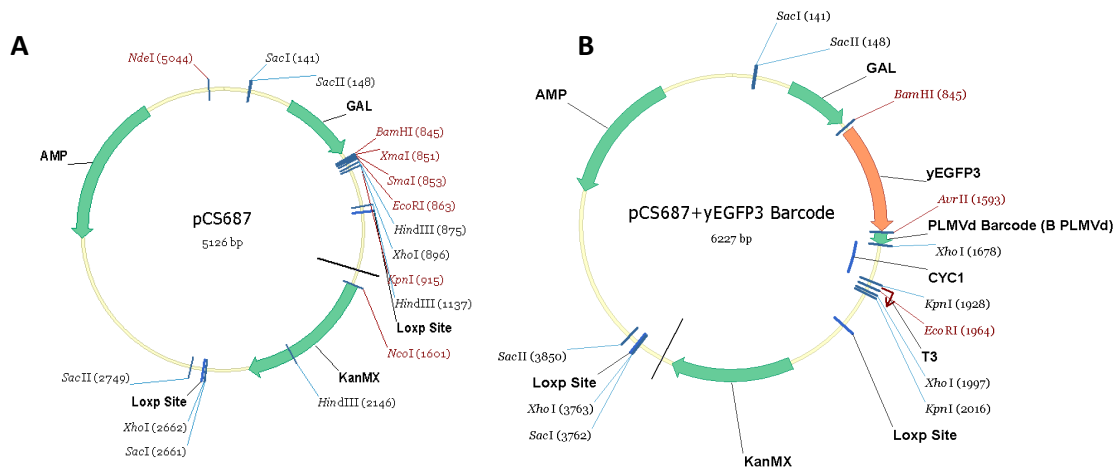 A
NdeI (5044)
SacI (141)
SacII (148)
GAL
BamHI (845)
XmaI (851)
SmaI (853)
EcoRI (863)
HindIII (875)
XhoI (896)
KpnI (915)
HindIII (1137)
Loxp Site
NcoI (1601)
KanMX
HindIII (2146)
SacII (2749)
Loxp Site
XhoI (2662)
SacI (2661)
AMP
pCS687
5126 bp
B
SacI (141)
SacII (148)
GAL
BamHI (845)
yEGFP3
AvrII (1593)
PLMVd Barcode (B PLMVd)
XhoI (1678)
CYC1
KpnI (1928)
EcoRI (1964)
T3
XhoI (1997)
KpnI (2016)
Loxp Site
KanMX
SacII (3850)
Loxp Site
XhoI (3763)
SacI (3762)
AMP
pCS687+yEGFP3 Barcode
6227 bp